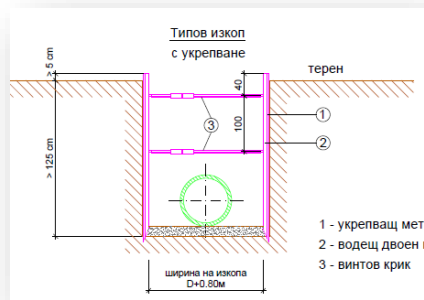 Типов изкоп
с укрепване
> 5 cm
40
терен
1
3
100
2
> 125 cm
1 - укрепващ мет
2 - водещ двоен
3 - винтов крик
ширина на изкопа
D+0.80м